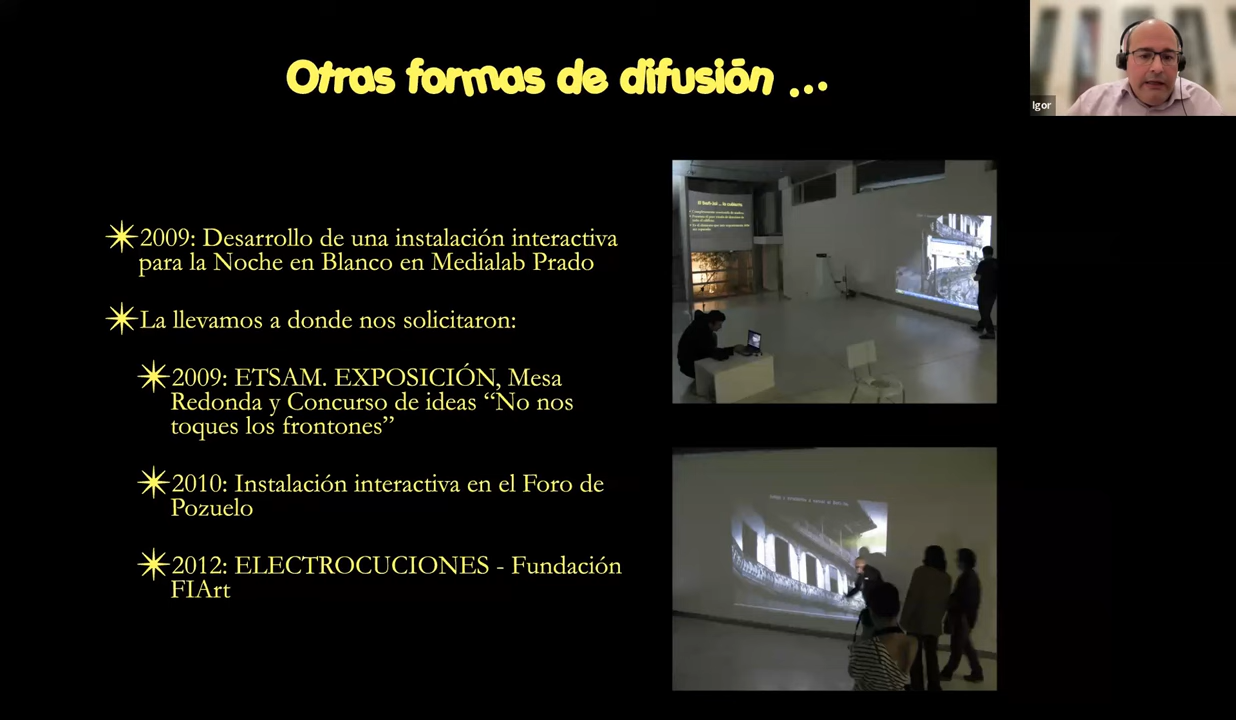 Otras formas de difusión ...
Igor
2009: Desarrollo de una instalación interactiva
para la Noche en Blanco en Medialab Prado
La llevamos a donde nos solicitaron:
2009: ETSAM. EXPOSICIÓN, Mesa
Redonda y Concurso de ideas “No nos
toques los frontones”
2010: Instalación interactiva en el Foro de
Pozuelo
2012: ELECTROCUCIONES - Fundación
FIArt